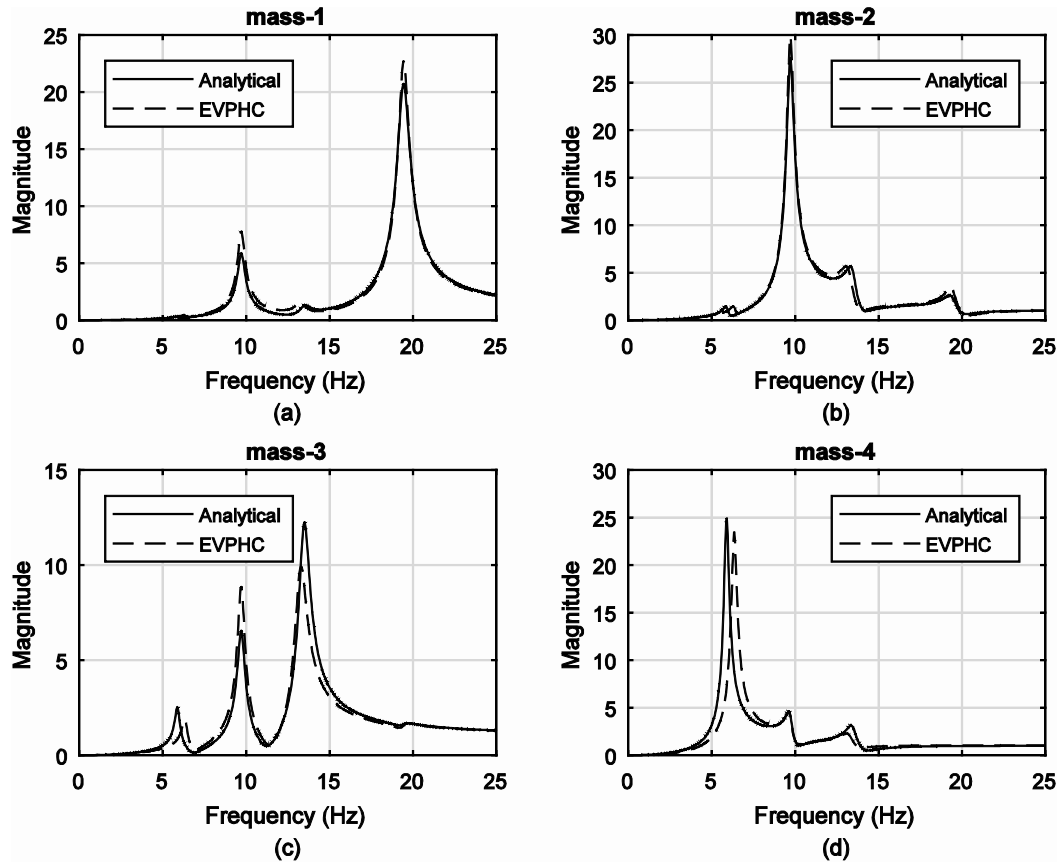 mass-1
25
20
15
10
5
0
Magnitude
Analytical
EVPHC
0 5 10 15 20 25
Frequency (Hz)
(a)
mass-2
30
25
20
15
10
5
0
Magnitude
Analytical
EVPHC
0 5 10 15 20 25
Frequency (Hz)
(b)
mass-3
15
10
5
0
Magnitude
Analytical
EVPHC
0 5 10 15 20 25
Frequency (Hz)
(c)
mass-4
30
25
20
15
10
5
0
Magnitude
Analytical
EVPHC
0 5 10 15 20 25
Frequency (Hz)
(d)